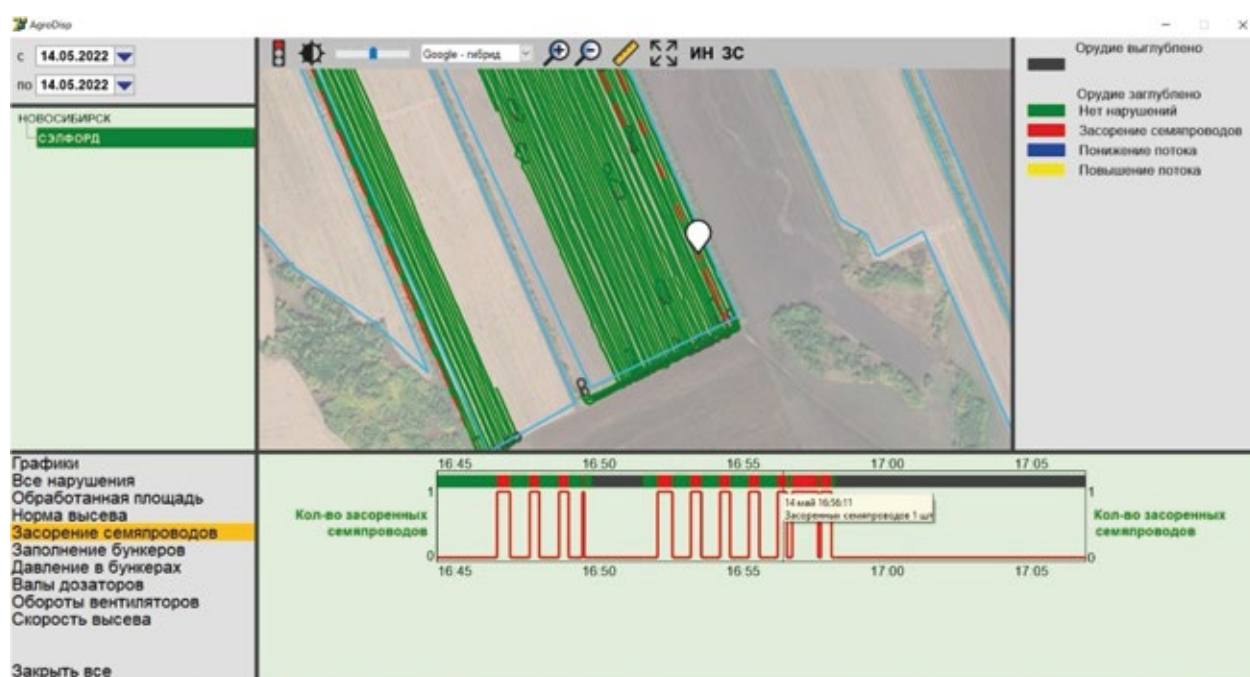 AgroDisp
с 14.05.2022
по 14.05.2022
НОВОСИБИРСК
СЭЛФОРД
Google - гибрид
ИН ЗС
Орудие выглублено
Орудие заглублено
Нет нарушений
Засорение семяпроводов
Понижение потока
Повышение потока
Графики
Все нарушения
Обработанная площадь
Норма высева
Засорение семяпроводов
Заполнение бункеров
Давление в бункерах
Валы дозаторов
Обороты вентиляторов
Скорость высева
Закрыть все
16:45 16:50 16:55 17:00 17:05
1
Кол-во засоренных
семяпроводов
0
14 май 16:56:11
Засоренных семяпроводов 1 шт
1
Кол-во засоренных
семяпроводов
0
16:45 16:50 16:55 17:00 17:05